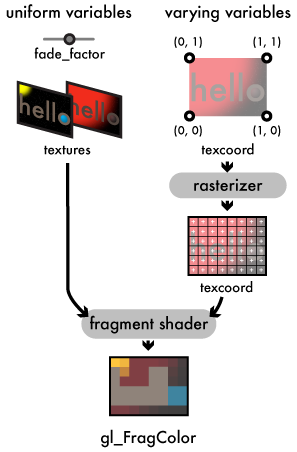 uniform variables
varying variables
fade_factor
(0, 1)
(1, 1)
hello
hello
hello
(0, 0)
(1, 0)
textures
texcoord
rasterizer
texcoord
fragment shader
gl_FragColor